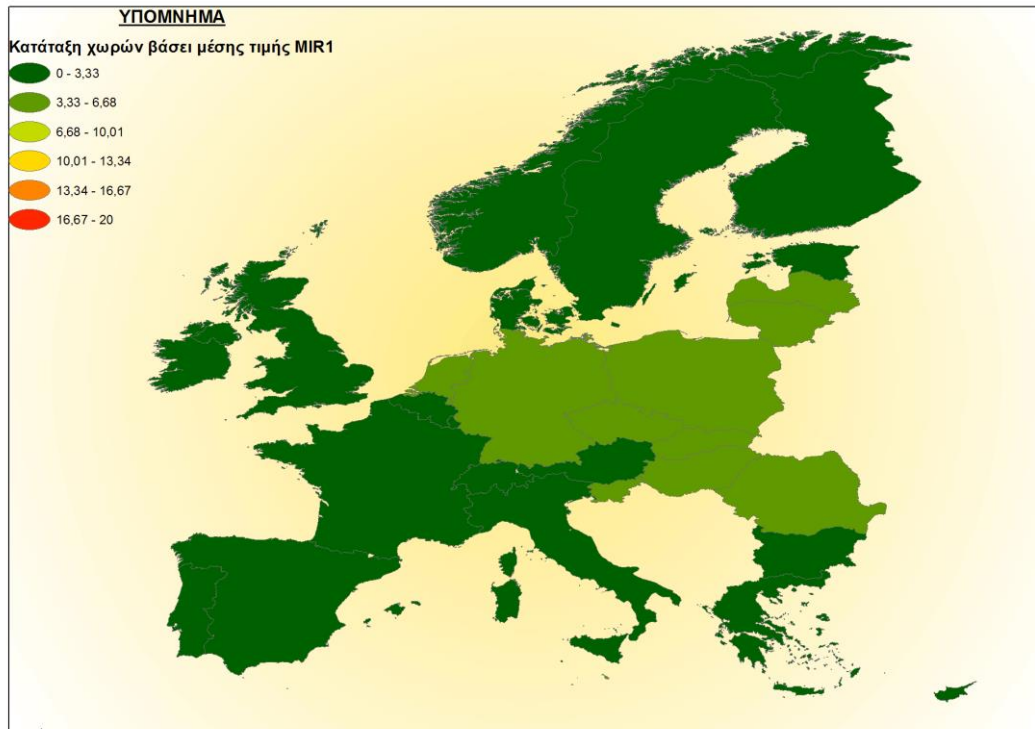 ΥΠΟΜΝΗΜΑ
Κατάταξη χωρών βάσει μέσης τιμής MIR1
0 - 3,33
3,33 - 6,68
6,68 - 10,01
10,01 - 13,34
13,34 - 16,67
16,67 - 20